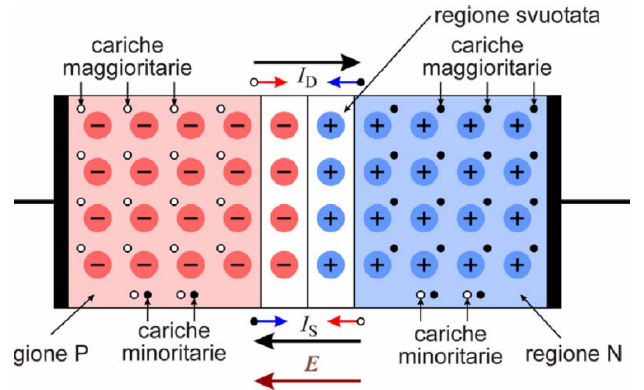 regione svuotata
cariche
maggioritarie
I_D
cariche
maggioritarie
gione P
cariche
minoritarie
I_S
E
cariche
minoritarie
regione N